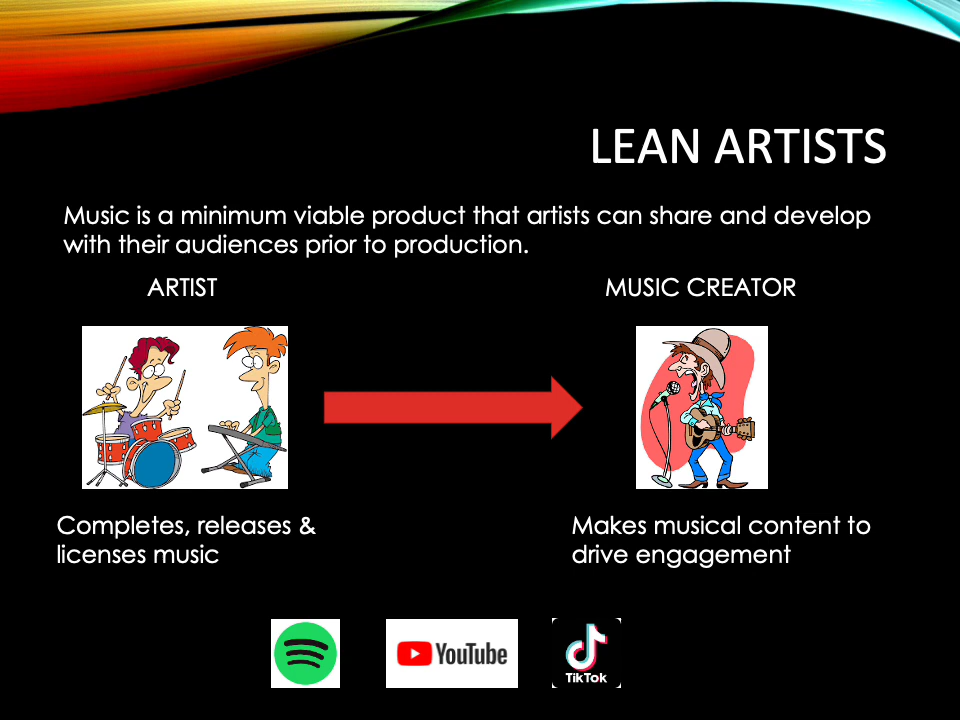 LEAN ARTISTS
Music is a minimum viable product that artists can share and develop
with their audiences prior to production.
ARTIST
MUSIC CREATOR
Completes, releases &
licenses music
Makes musical content to
drive engagement
YouTube
TikTok